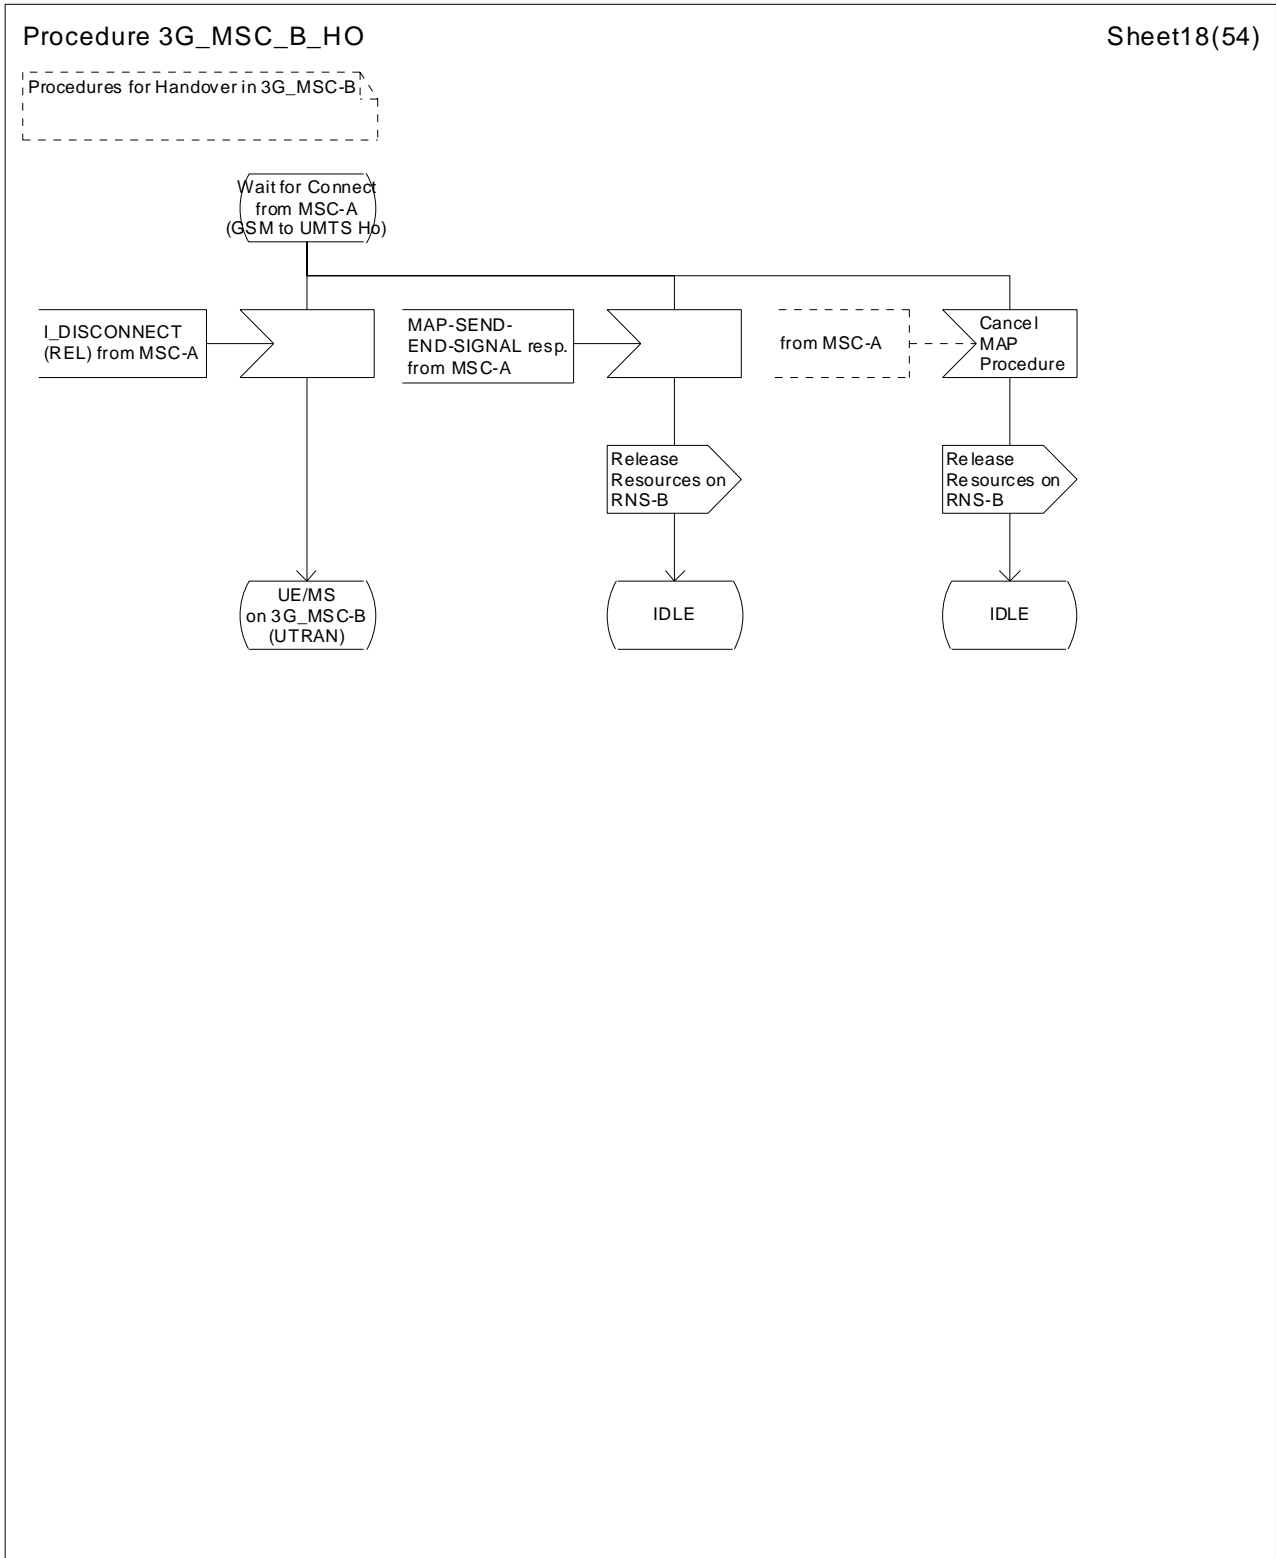 Procedure 3G_MSC_B_HO
Sheet18(54)
Procedures for Handover in 3G_MSC-B
Wait for Connect
from MSC-A
(GSM to UMTS Ho)
I_DISCONNECT
(REL) from MSC-A
MAP-SEND-
END-SIGNAL resp.
from MSC-A
from MSC-A
Cancel
MAP
Procedure
Release
Resources on
RNS-B
Release
Resources on
RNS-B
UE/MS
on 3G_MSC-B
(UTRAN)
IDLE
IDLE